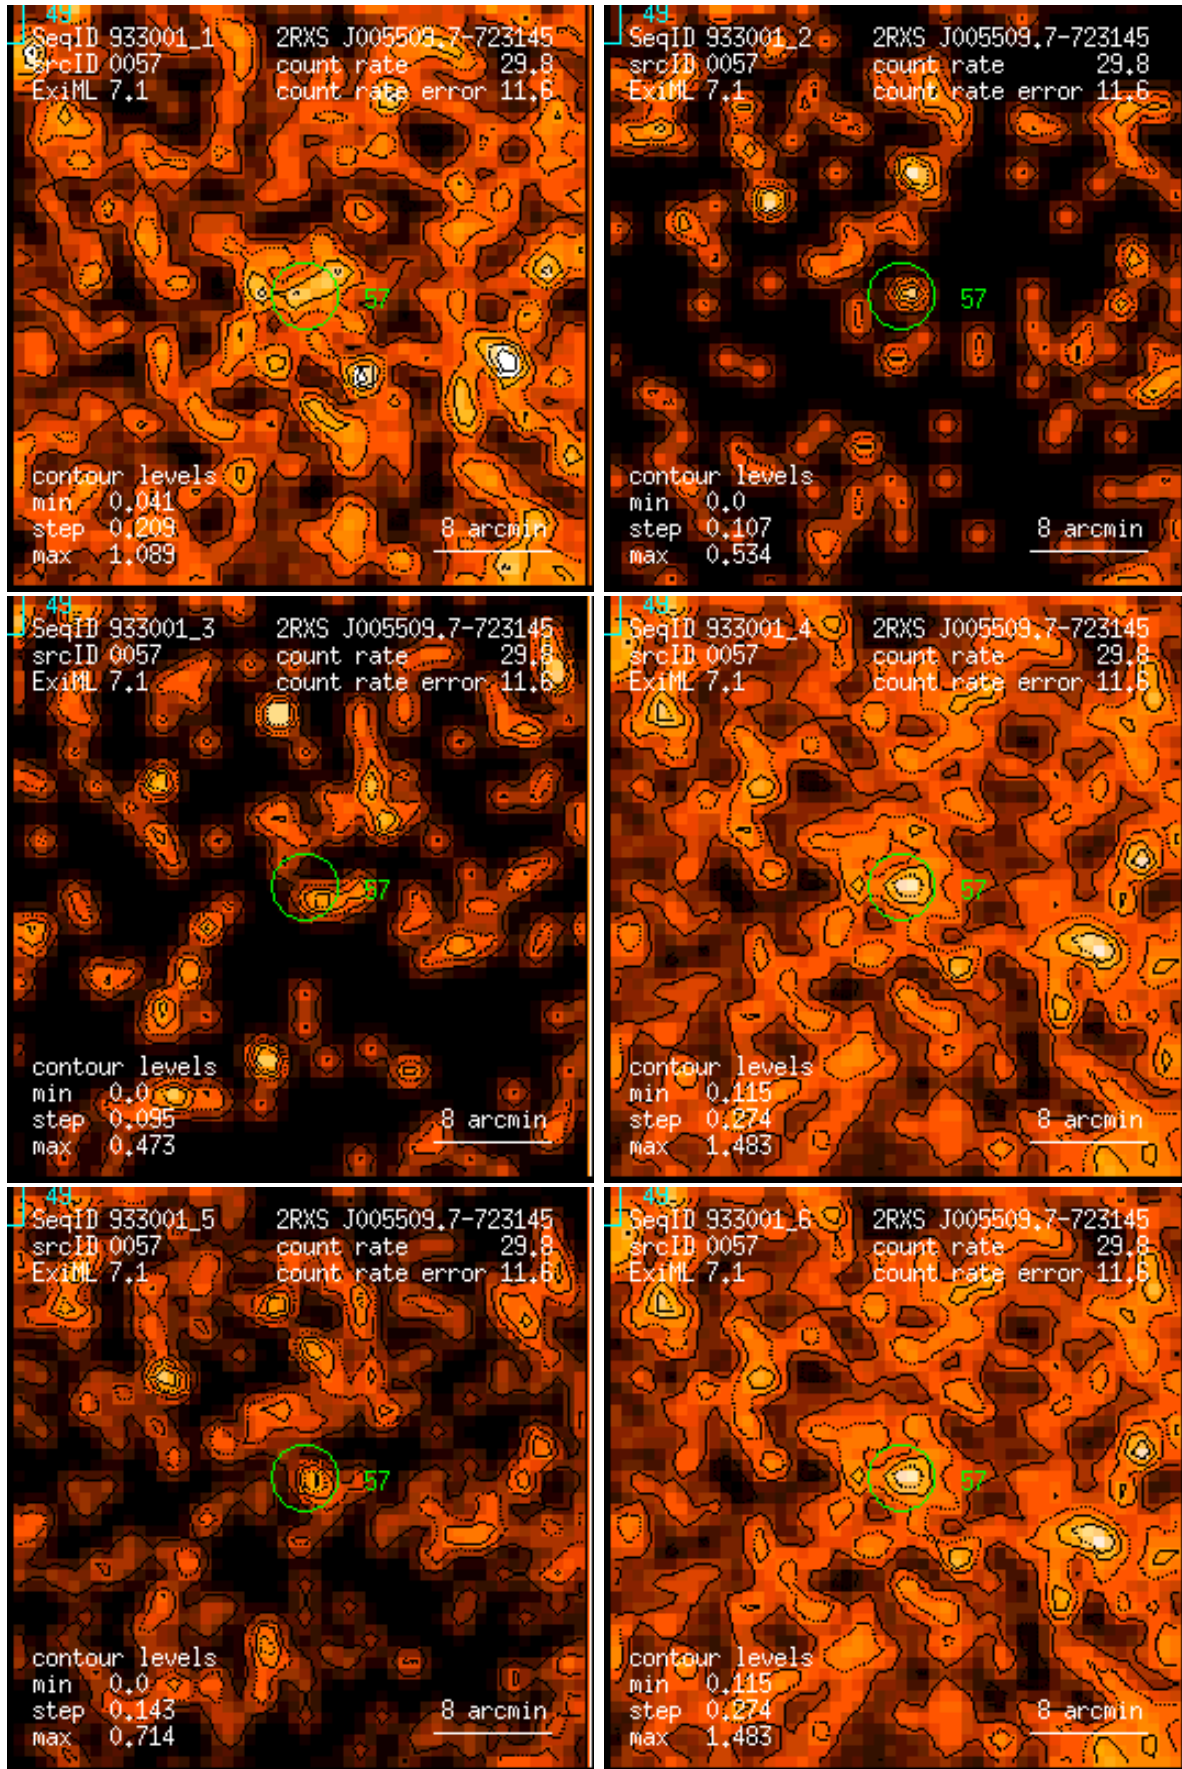 49
SeqID 933001_1 2RXS J005509.7-723145
srcID 0057 count rate 29.8
ExiML 7.1 count rate error 11.6
57
contour levels
min 0.041
step 0.209
max 1.089
8 arcmin
49
SeqID 933001_2 2RXS J005509.7-723145
srcID 0057 count rate 29.8
ExiML 7.1 count rate error 11.6
57
contour levels
min 0.0
step 0.107
max 0.534
8 arcmin
49
SeqID 933001_3 2RXS J005509.7-723145
srcID 0057 count rate 29.8
ExiML 7.1 count rate error 11.6
57
contour levels
min 0.0
step 0.095
max 0.473
8 arcmin
49
SeqID 933001_4 2RXS J005509.7-723145
srcID 0057 count rate 29.8
ExiML 7.1 count rate error 11.6
57
contour levels
min 0.115
step 0.274
max 1.483
8 arcmin
49
SeqID 933001_5 2RXS J005509.7-723145
srcID 0057 count rate 29.8
ExiML 7.1 count rate error 11.6
57
contour levels
min 0.0
step 0.143
max 0.714
8 arcmin
49
SeqID 933001_6 2RXS J005509.7-723145
srcID 0057 count rate 29.8
ExiML 7.1 count rate error 11.6
57
contour levels
min 0.115
step 0.274
max 1.483
8 arcmin